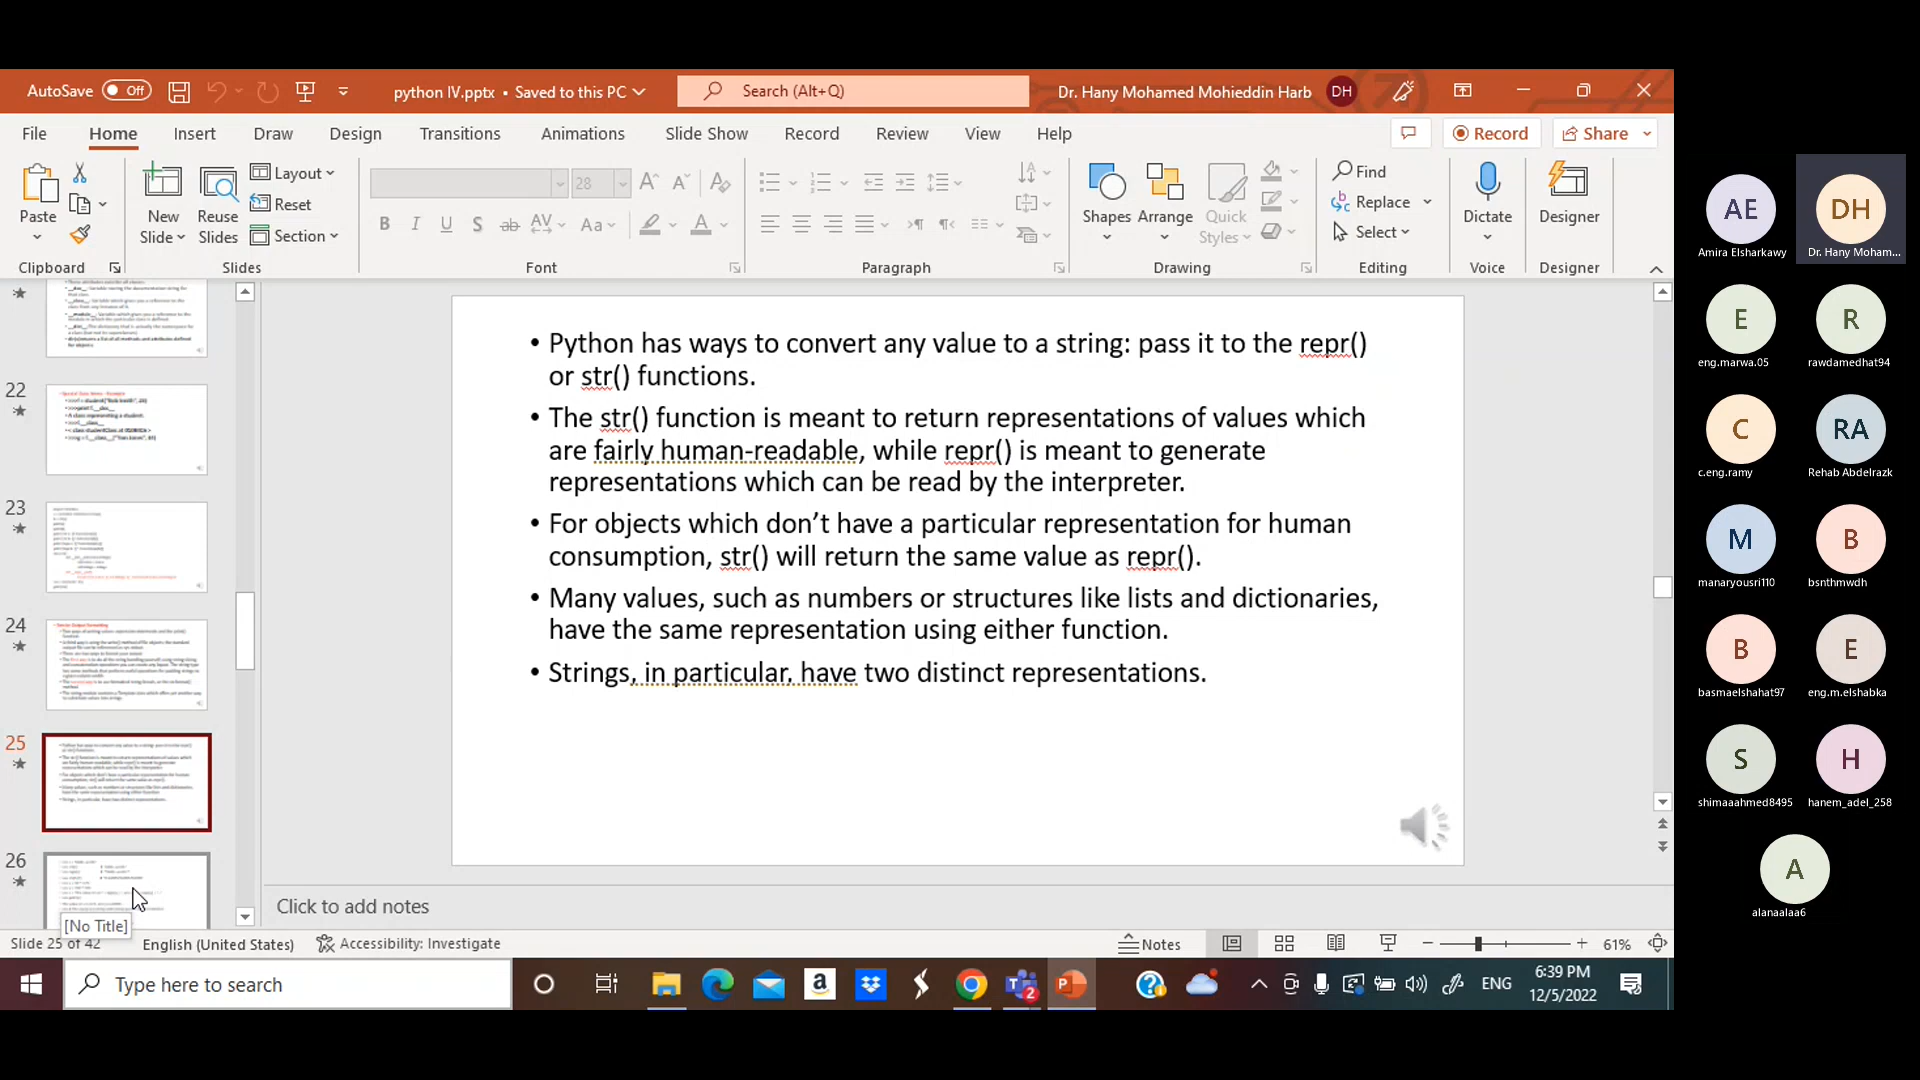 AutoSave Off
python IV.pptx • Saved to this PC
Search (Alt+Q)
Dr. Hany Mohamed Mohieddin Harb DH
File Home Insert Draw Design Transitions Animations Slide Show Record Review View Help
Record Share
Paste
New Slide
Reuse Slides
Layout
Reset
Section
28
Aa
Shapes Arrange Quick Styles
Find
Replace
Select
Dictate Designer
Clipboard Slides Font Paragraph Drawing Editing Voice Designer
22
23
24
25
26
[No Title]
• Python has ways to convert any value to a string: pass it to the repr()
or str() functions.
• The str() function is meant to return representations of values which
are fairly human-readable, while repr() is meant to generate
representations which can be read by the interpreter.
• For objects which don’t have a particular representation for human
consumption, str() will return the same value as repr().
• Many values, such as numbers or structures like lists and dictionaries,
have the same representation using either function.
• Strings, in particular, have two distinct representations.
Click to add notes
Slide 25 of 42 English (United States) Accessibility: Investigate Notes 61%
Type here to search
2
ENG
6:39 PM
12/5/2022
AE DH
Amira Elsharkawy Dr. Hany Moham...
E R
eng.marwa.05 rawdamedhat94
C RA
c.eng.ramy Rehab Abdelrazk
M B
manaryousri110 bsnthmwdh
B E
basmaelshahat97 eng.m.elshabka
S H
shimaaahmed8495 hanem_adel_258
A
alanaalaa6